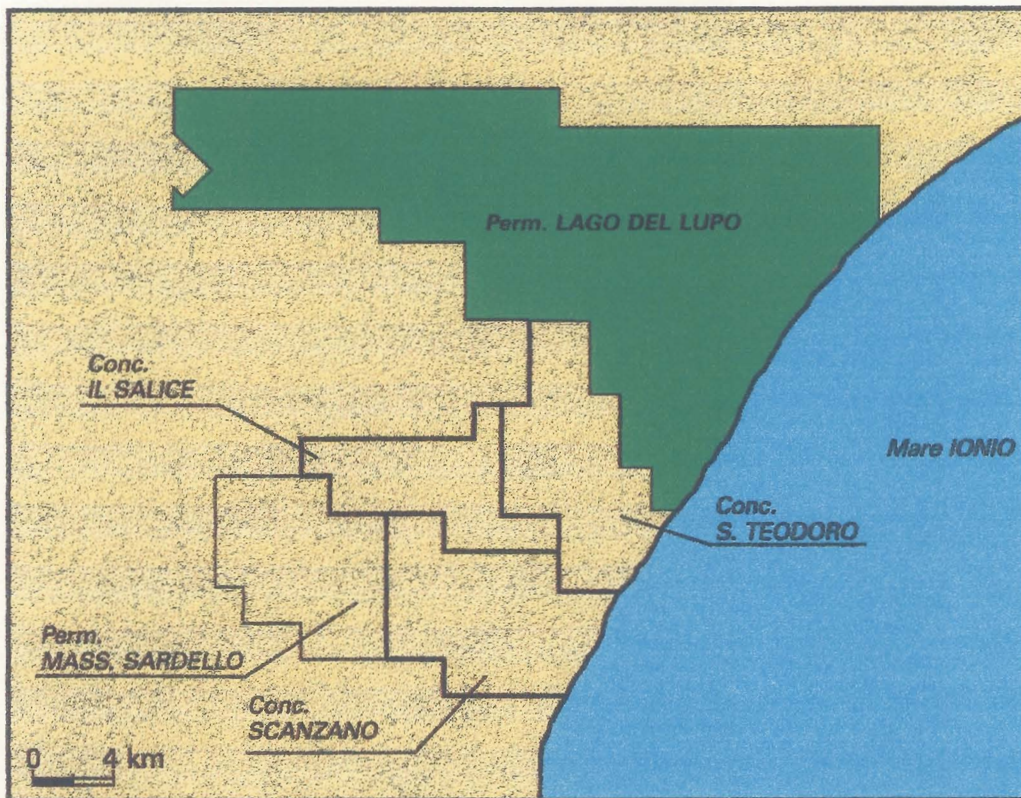 Perm. LAGO DEL LUPO
Conc.
IL SALICE
Mare IONIO
Conc.
S. TEODORO
Perm.
MASS. SARDELLO
Conc.
SCANZANO
0 4 km